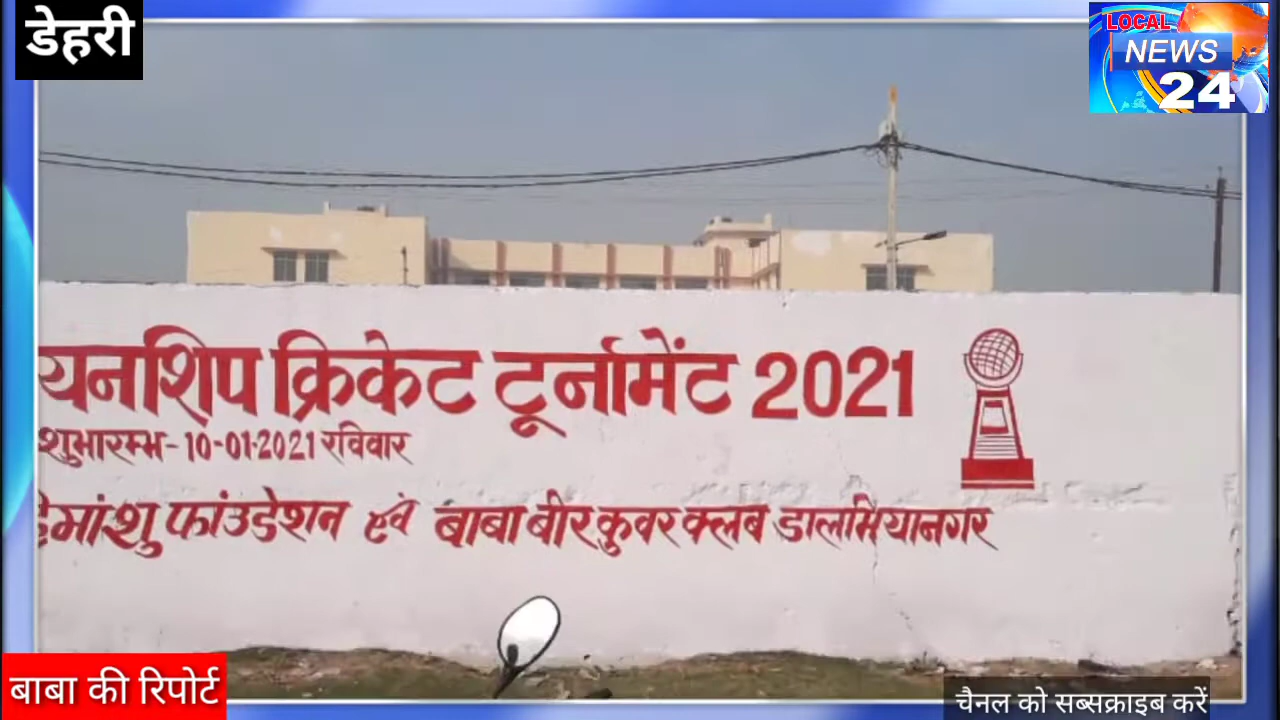 डेहरी
LOCAL
NEWS
24
यनशिप क्रिकेट टूर्नामेंट 2021
शुभारम्भ-10-01-2021 रविवार
हिमांशु फांउडेशन एवं बाबा बीर कुवर क्लब डालमियानगर
बाबा की रिपोर्ट
चैनल को सब्सक्राइब करें